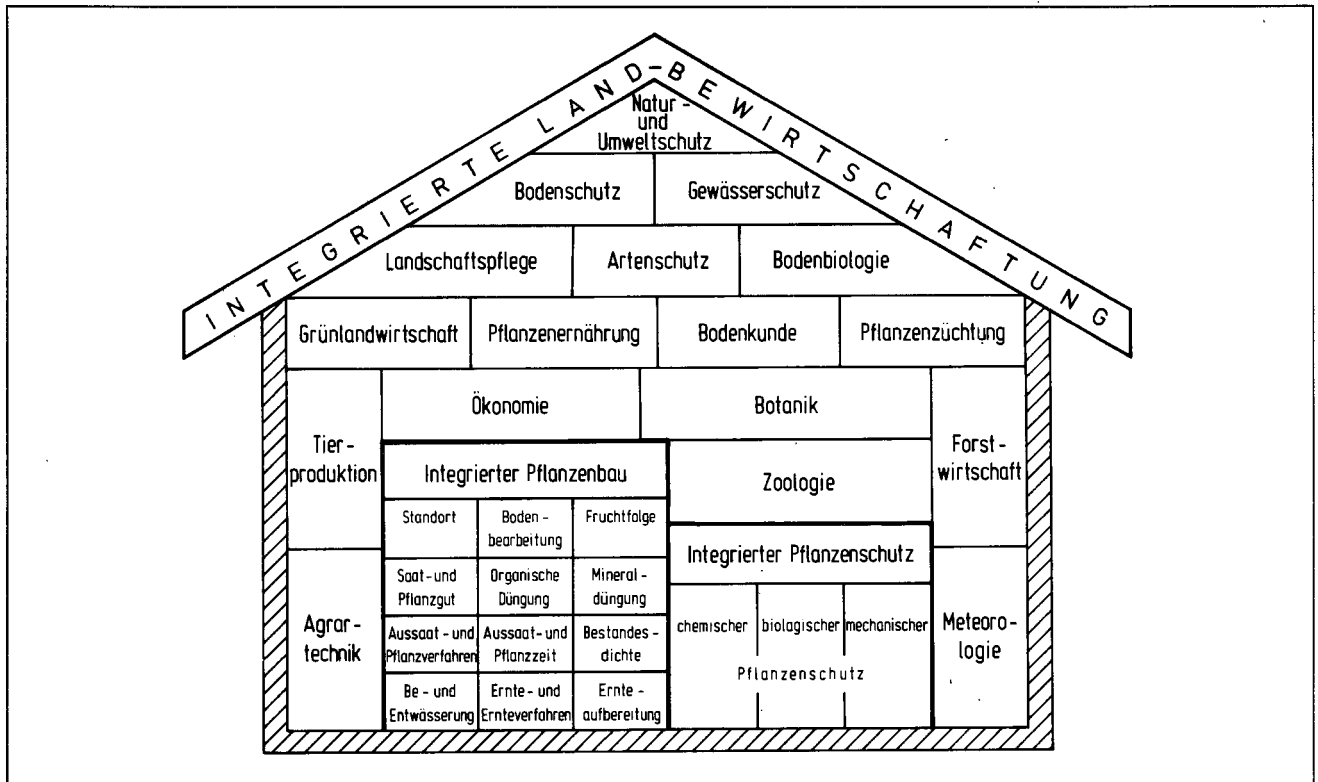 INTEGRIERTE LAND-BEWIRTSCHAFTUNG
Natur-
und
Umweltschutz
Bodenschutz
Gewässerschutz
Landschaftspflege
Artenschutz
Bodenbiologie
Grünlandwirtschaft
Pflanzenernährung
Bodenkunde
Pflanzenzüchtung
Tier-
produktion
Ökonomie
Botanik
Forst-
wirtschaft
Integrierter Pflanzenbau
Zoologie
Standort
Boden-
bearbeitung
Fruchtfolge
Integrierter Pflanzenschutz
Saat-und
Pflanzgut
Organische
Düngung
Mineral-
düngung
Agrar-
technik
Aussaat-und
Pflanzverfahren
Aussaat-und
Pflanzzeit
Bestandes-
dichte
chemischer
biologischer
mechanischer
Pflanzenschutz
Meteoro-
logie
Be-und
Entwässerung
Ernte-und
Ernteverfahren
Ernte-
aufbereitung